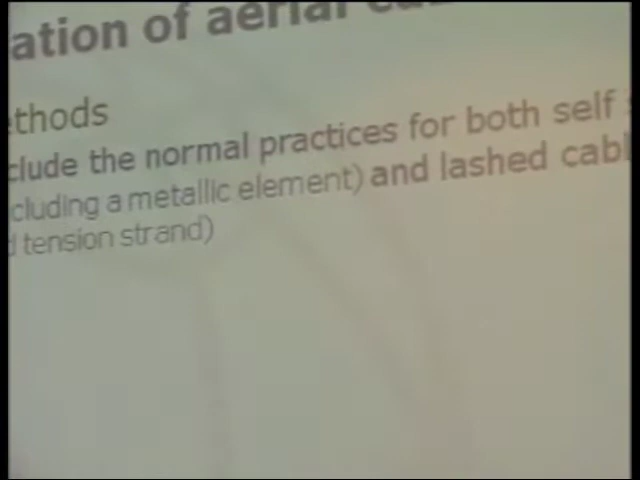 ation of aerial
ethods
clude the normal practices for both self
cluding a metallic element) and lashed cabl
d tension strand)